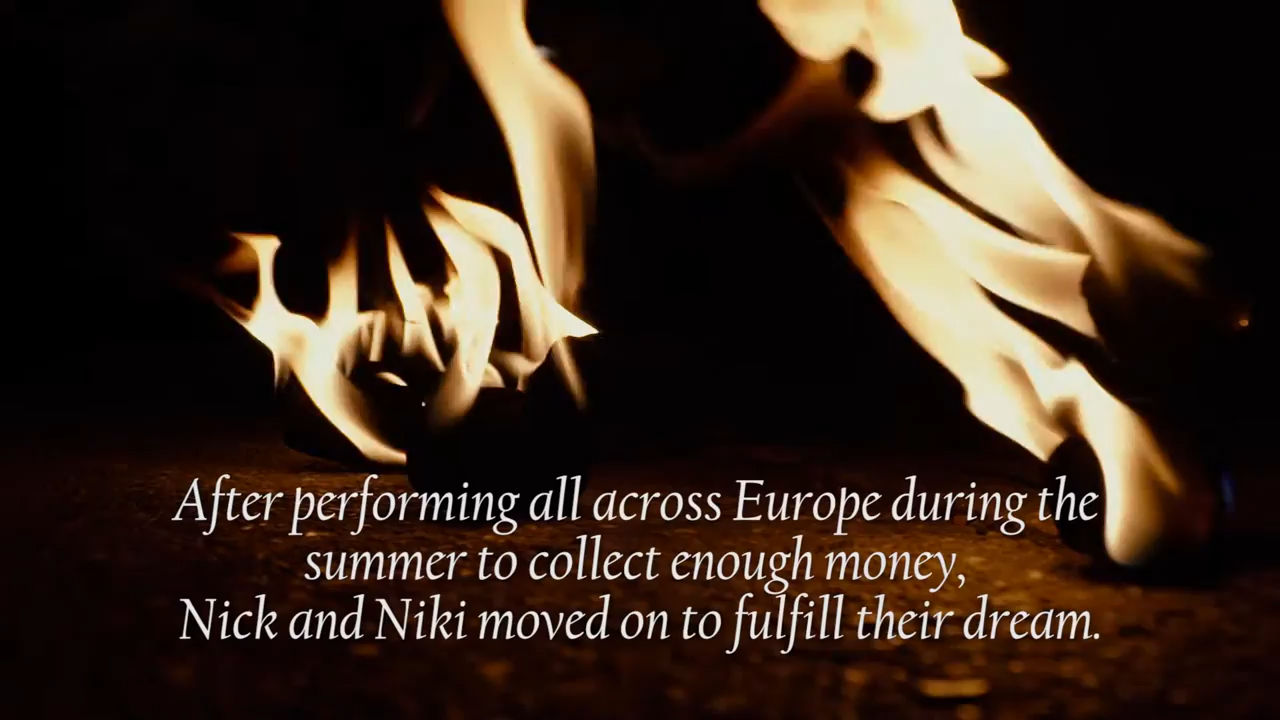 After performing all across Europe during the
summer to collect enough money,
Nick and Niki moved on to fulfill their dream.